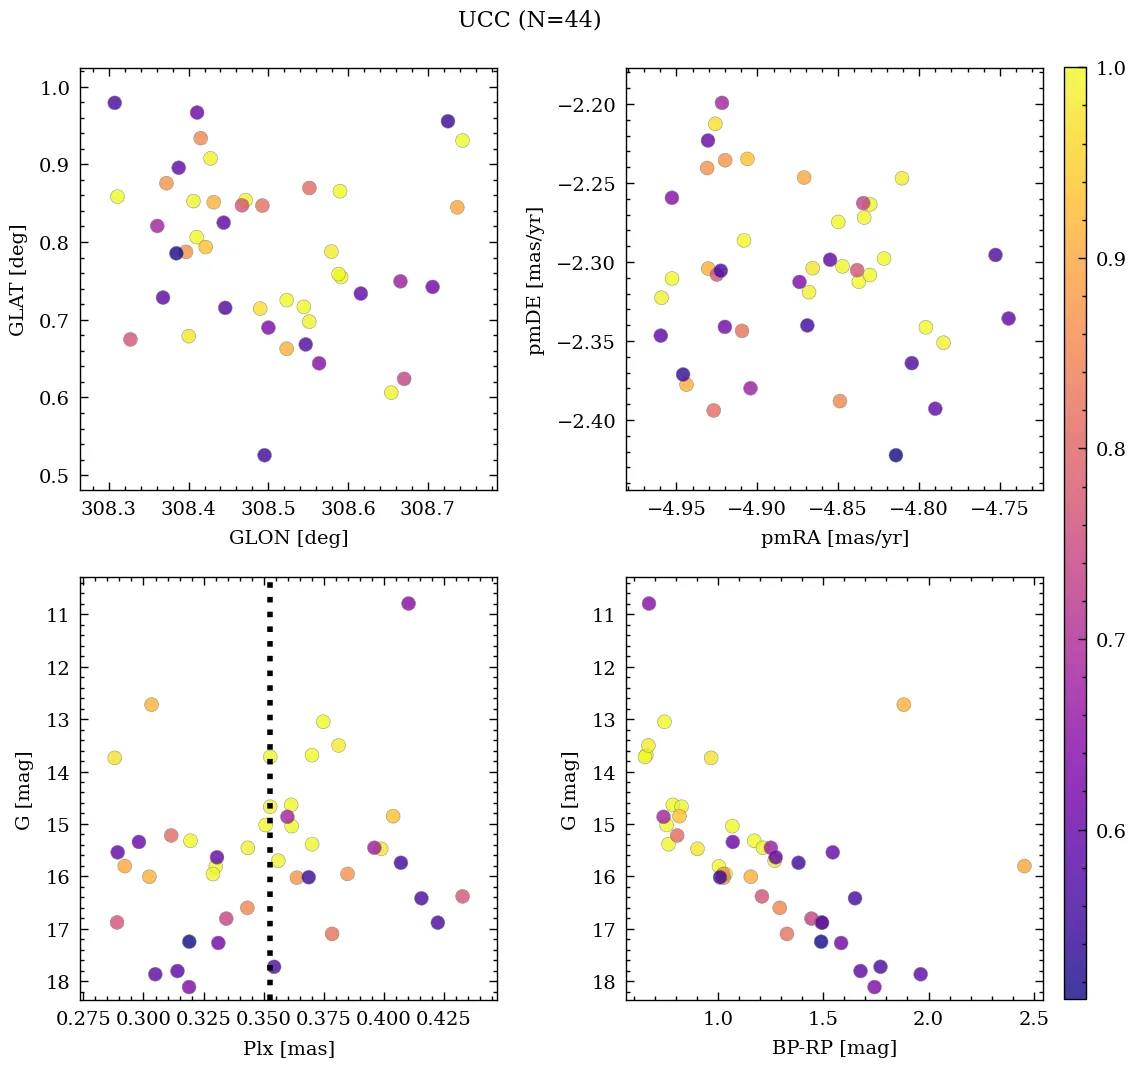 UCC (N=44)
1.0
0.9
0.8
0.7
0.6
0.5
308.3 308.4 308.5 308.6 308.7
GLON [deg]
GLAT [deg]
−2.20
−2.25
−2.30
−2.35
−2.40
−4.95 −4.90 −4.85 −4.80 −4.75
pmRA [mas/yr]
pmDE [mas/yr]
11
12
13
14
15
16
17
18
0.275 0.300 0.325 0.350 0.375 0.400 0.425
Plx [mas]
G [mag]
11
12
13
14
15
16
17
18
1.0 1.5 2.0 2.5
BP-RP [mag]
G [mag]
1.0
0.9
0.8
0.7
0.6